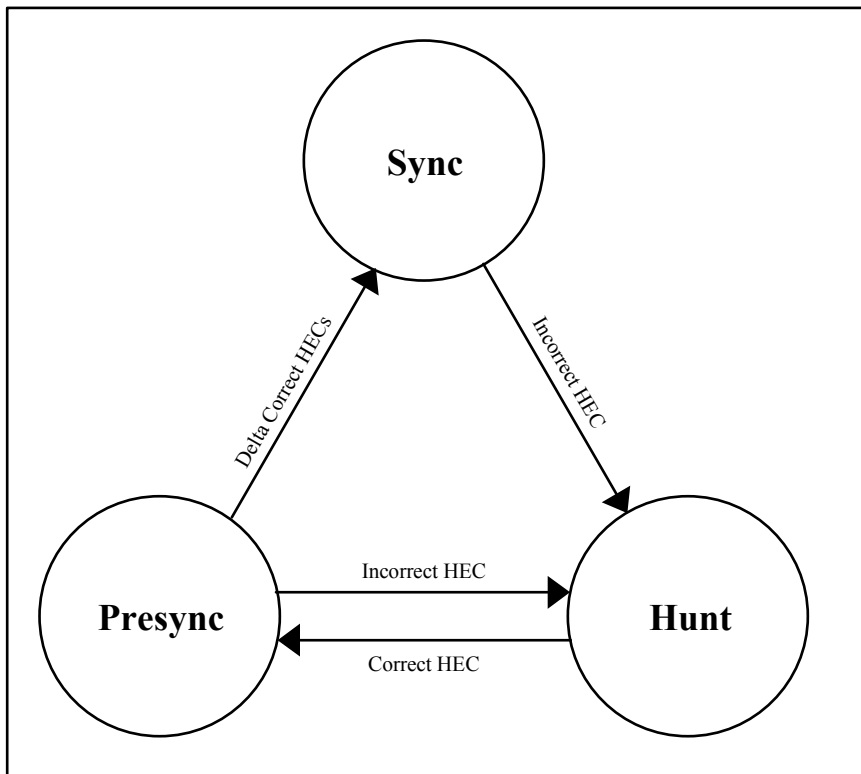 Sync
Delta Correct HECs
Incorrect HEC
Incorrect HEC
Presync
Hunt
Correct HEC